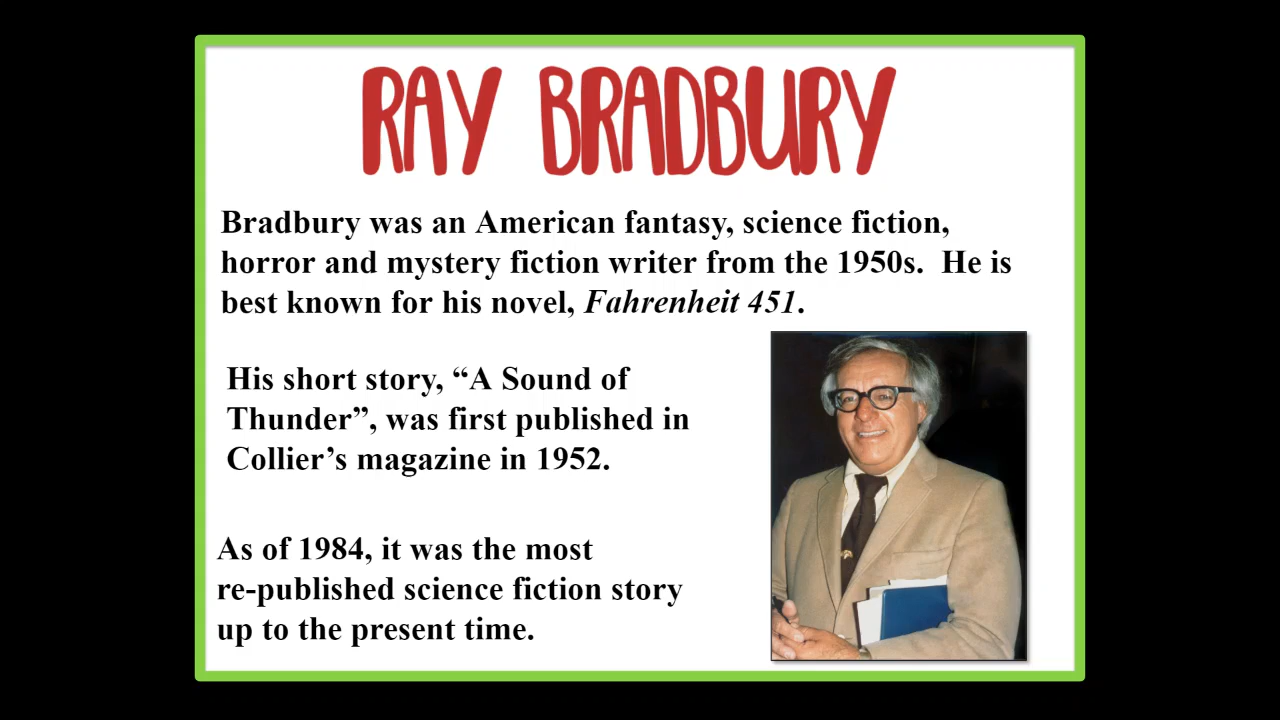 RAY BRADBURY
Bradbury was an American fantasy, science fiction,
horror and mystery fiction writer from the 1950s.  He is
best known for his novel, Fahrenheit 451.
His short story, “A Sound of
Thunder”, was first published in
Collier’s magazine in 1952.
As of 1984, it was the most
re-published science fiction story
up to the present time.